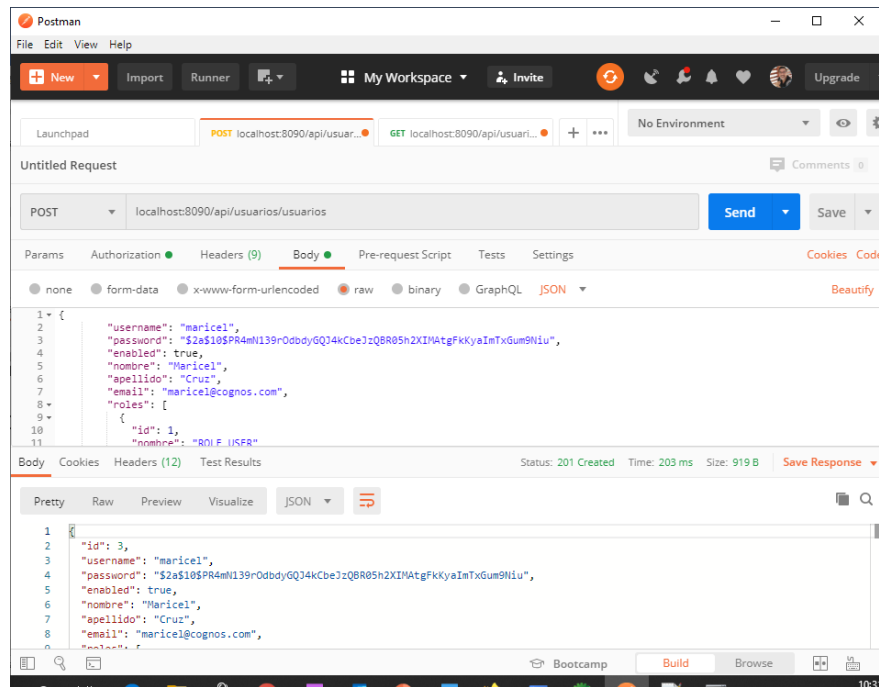 Postman
File Edit View Help
New Import Runner My Workspace Invite Upgrade
Launchpad POST localhost:8090/api/usuar... GET localhost:8090/api/usuari... + ••• No Environment
Untitled Request Comments 0
POST localhost:8090/api/usuarios/usuarios Send Save
Params Authorization Headers (9) Body Pre-request Script Tests Settings Cookies Code
none form-data x-www-form-urlencoded raw binary GraphQL JSON Beautify
1 {
2 "username": "maricel",
3 "password": "$2a$10$PR4mN139rOdbdyGQJ4kCbeJzQBR05h2XIMAtgFkKyaImTxGum9Niu",
4 "enabled": true,
5 "nombre": "Maricel",
6 "apellido": "Cruz",
7 "email": "maricel@cognos.com",
8 "roles": [
9 {
10 "id": 1,
11 "nombre": "ROLE_USER"
Body Cookies Headers (12) Test Results Status: 201 Created Time: 203 ms Size: 919 B Save Response
Pretty Raw Preview Visualize JSON
1 {
2 "id": 3,
3 "username": "maricel",
4 "password": "$2a$10$PR4mN139rOdbdyGQJ4kCbeJzQBR05h2XIMAtgFkKyaImTxGum9Niu",
5 "enabled": true,
6 "nombre": "Maricel",
7 "apellido": "Cruz",
8 "email": "maricel@cognos.com",
9 "roles": [
Bootcamp Build Browse